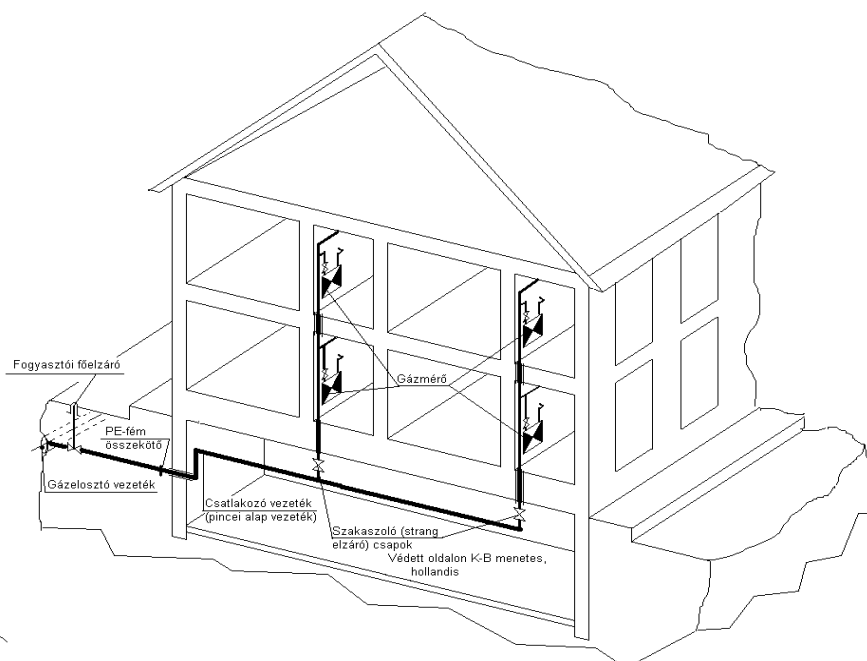 Fogyasztói főelzáró
Gázmérő
PE-fém
összekötő
Gázelosztó vezeték
Csatlakozó vezeték
(pincei alap vezeték)
Szakaszoló (strang
elzáró) csapok
Védett oldalon K-B menetes,
hollandis